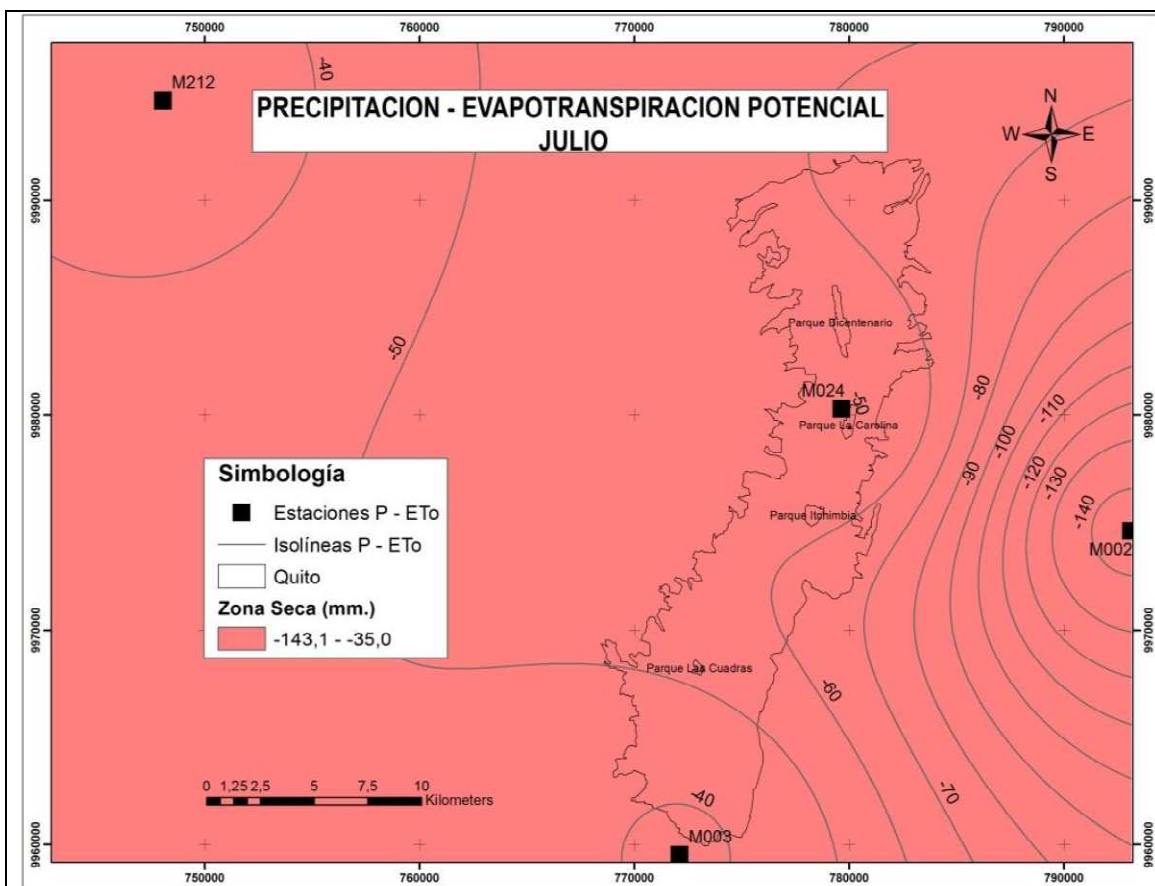 750000 760000 770000 780000 790000
M212
-40
PRECIPITACION - EVAPOTRANSPIRACION POTENCIAL
JULIO
N
W E
S
9990000 9990000
Parque Bicentenario
-50
M024
-50
Parque La Carolina
-80
-110
-100
-90
-120
-130
-140
M002
9980000 9980000
Simbología
Estaciones P - ETo
Isolíneas P - ETo
Quito
Zona Seca (mm.)
-143,1 - -35,0
Parque Itchimbia
9970000 9970000
Parque Las Cuadras
-60
-70
-40
M003
0 1,25 2,5 5 7,5 10
Kilometers
9960000 9960000
750000 760000 770000 780000 790000